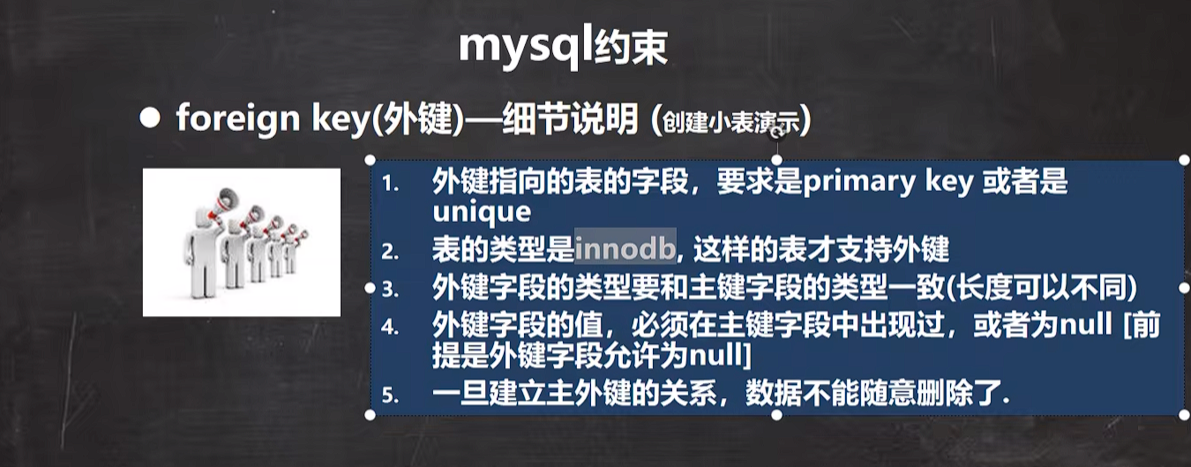 mysql约束
● foreign key(外键)—细节说明 (创建小表演示)
1. 外键指向的表的字段，要求是primary key 或者是
unique
2. 表的类型是innodb, 这样的表才支持外键
3. 外键字段的类型要和主键字段的类型一致(长度可以不同)
4. 外键字段的值，必须在主键字段中出现过，或者为null [前
提是外键字段允许为null]
5. 一旦建立主外键的关系，数据不能随意删除了.